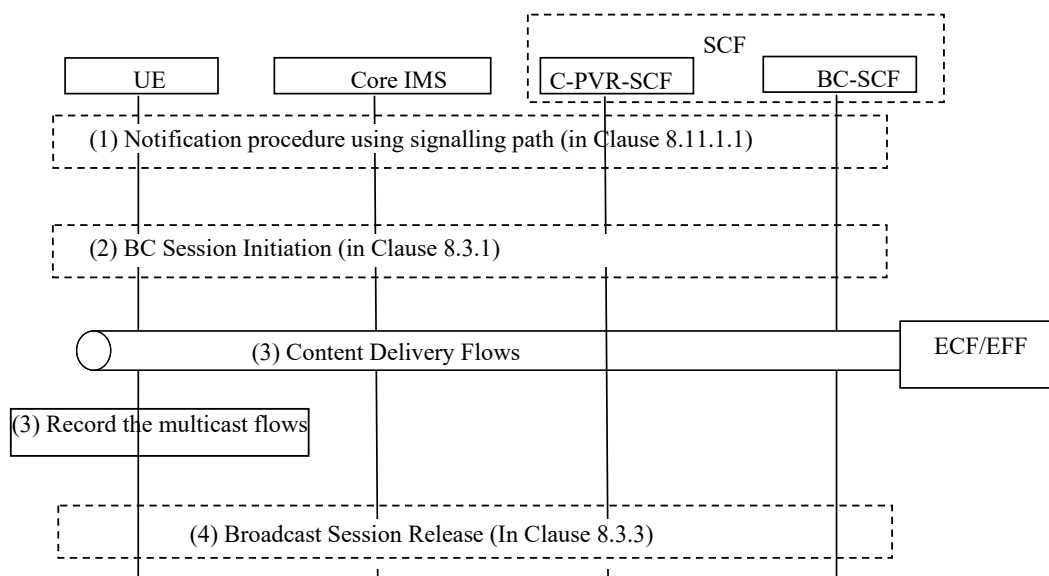 SCF
UE
Core IMS
C-PVR-SCF
BC-SCF
(1) Notification procedure using signalling path (in Clause 8.11.1.1)
(2) BC Session Initiation (in Clause 8.3.1)
(3) Content Delivery Flows
ECF/EFF
(3) Record the multicast flows
(4) Broadcast Session Release (In Clause 8.3.3)